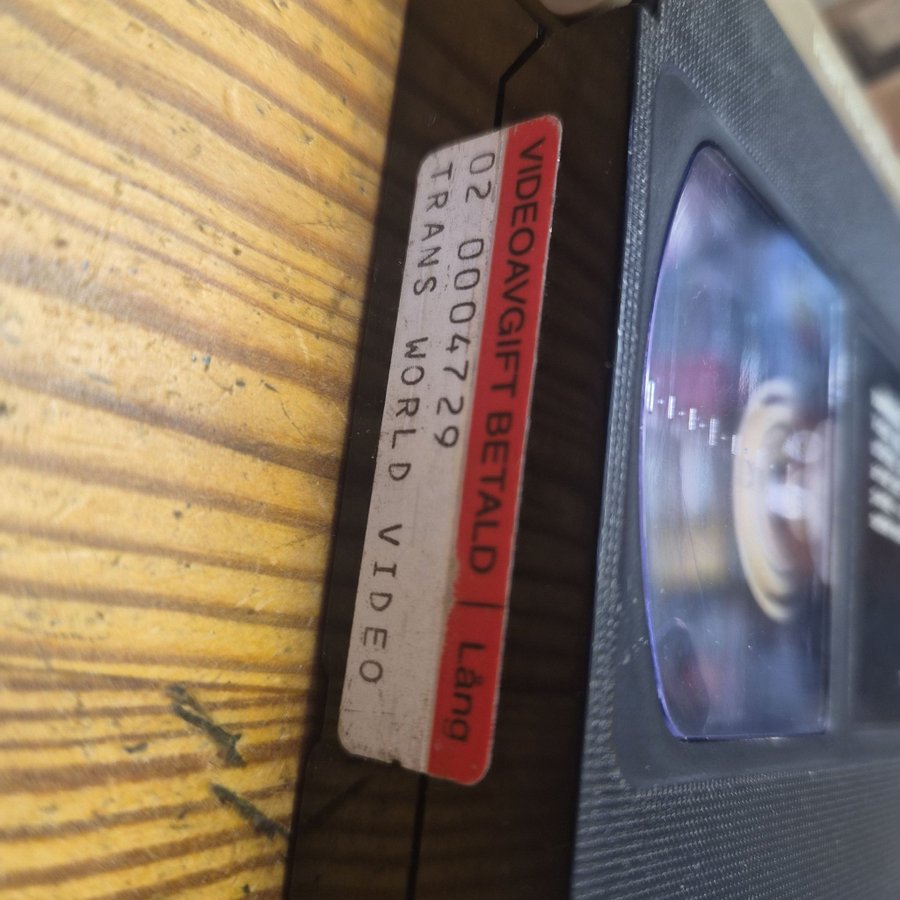 VIDEOAVGIFT BETALD | Lång
02 0004729
TRANS WORLD VIDEO